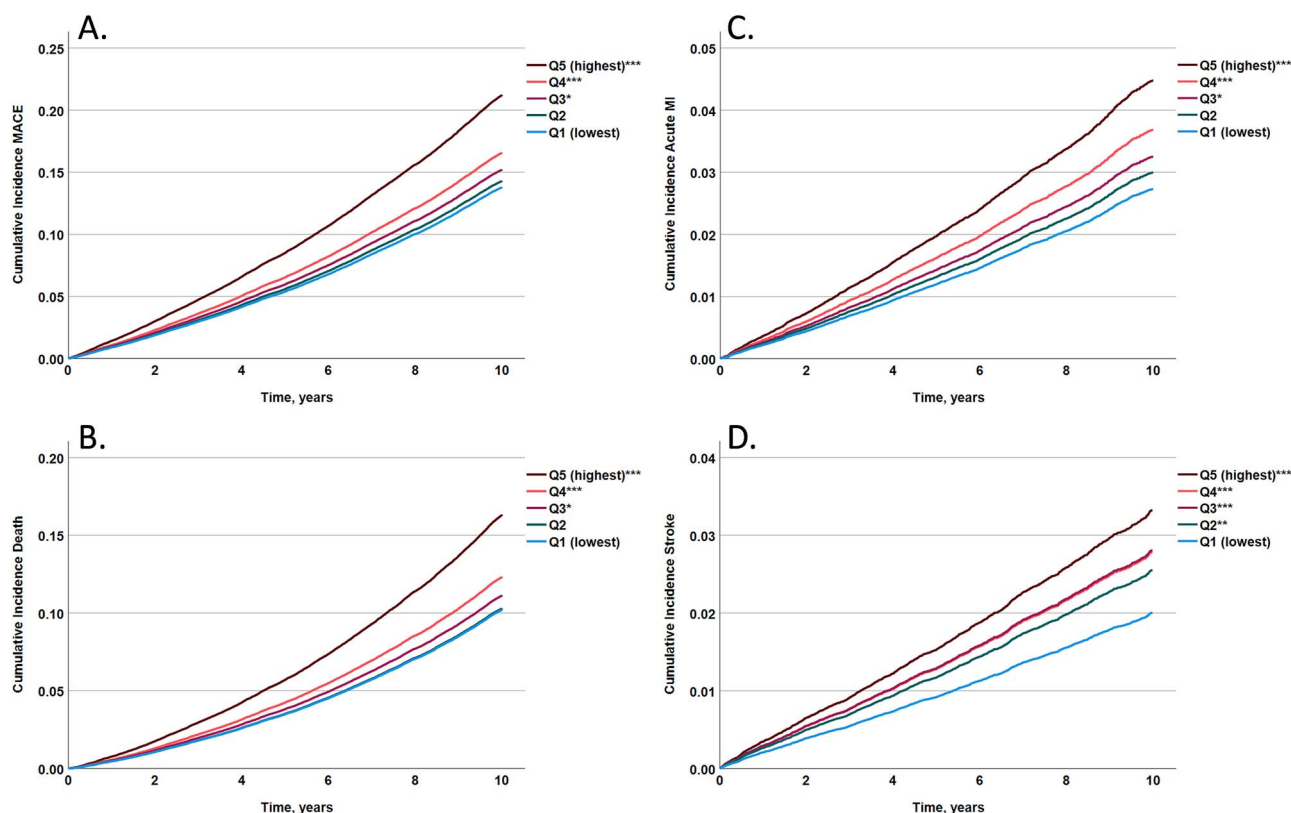 A.
0.25
0.20
0.15
0.10
0.05
0.00
Cumulative Incidence MACE
0 2 4 6 8 10
Time, years
Q5 (highest)***
Q4***
Q3*
Q2
Q1 (lowest)
C.
0.05
0.04
0.03
0.02
0.01
0.00
Cumulative Incidence Acute MI
0 2 4 6 8 10
Time, years
Q5 (highest)***
Q4***
Q3*
Q2
Q1 (lowest)
B.
0.20
0.15
0.10
0.05
0.00
Cumulative Incidence Death
0 2 4 6 8 10
Time, years
Q5 (highest)***
Q4***
Q3*
Q2
Q1 (lowest)
D.
0.04
0.03
0.02
0.01
0.00
Cumulative Incidence Stroke
0 2 4 6 8 10
Time, years
Q5 (highest)***
Q4***
Q3***
Q2**
Q1 (lowest)